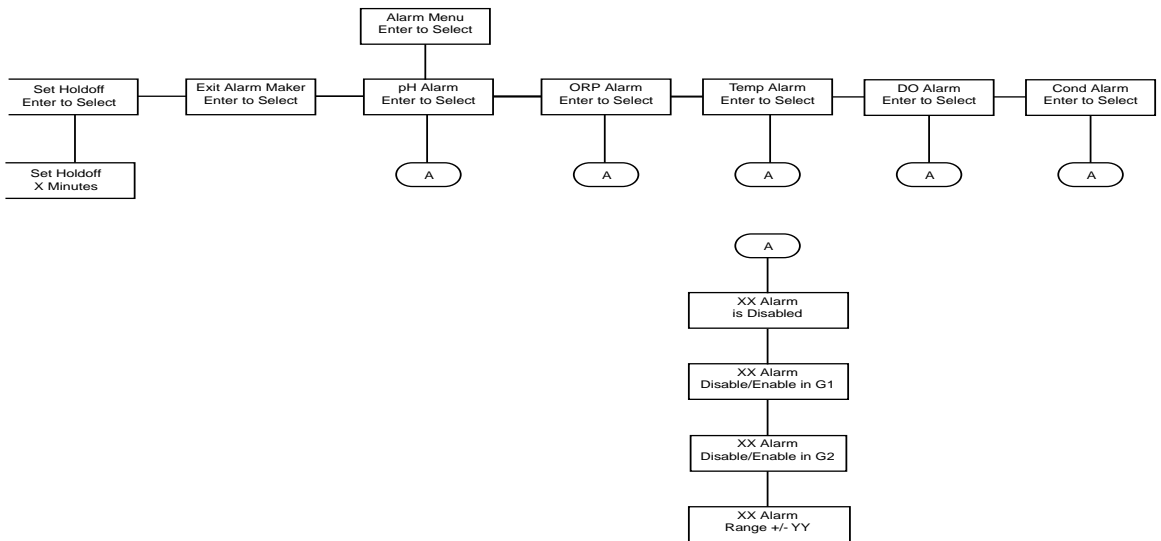 Alarm Menu
Enter to Select
Set Holdoff
Enter to Select
Exit Alarm Maker
Enter to Select
pH Alarm
Enter to Select
ORP Alarm
Enter to Select
Temp Alarm
Enter to Select
DO Alarm
Enter to Select
Cond Alarm
Enter to Select
Set Holdoff
X Minutes
A
A
A
A
A
A
XX Alarm
is Disabled
XX Alarm
Disable/Enable in G1
XX Alarm
Disable/Enable in G2
XX Alarm
Range +/- YY